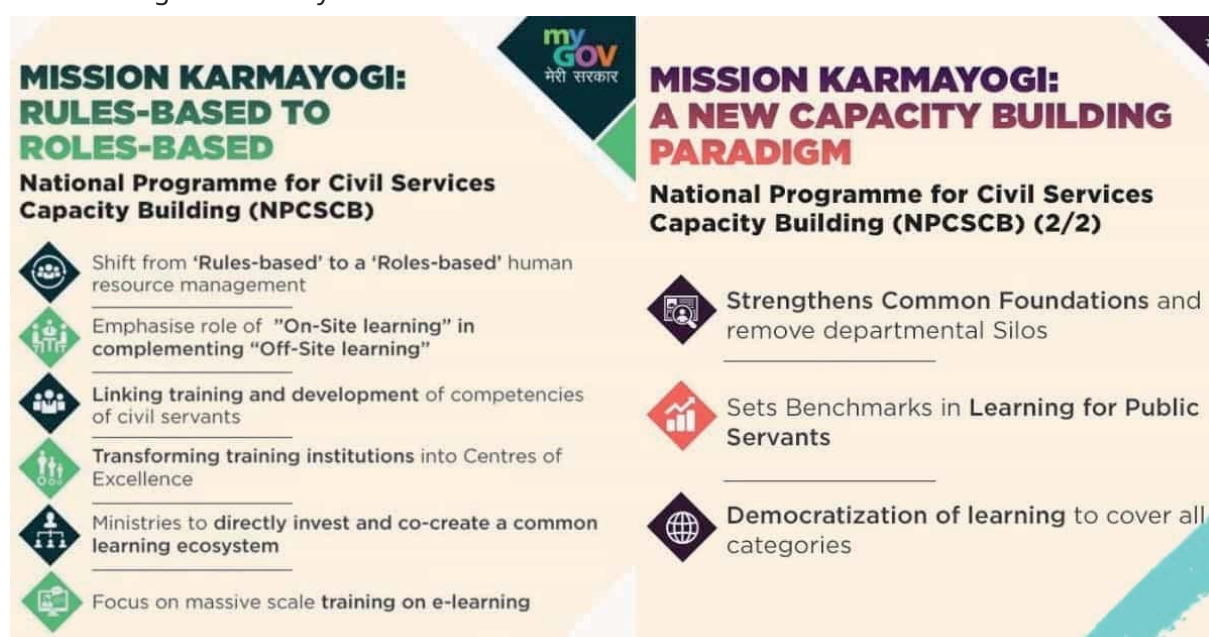 my
GOV
मेरी सरकार
MISSION KARMAYOGI:
RULES-BASED TO
ROLES-BASED
National Programme for Civil Services
Capacity Building (NPCSCB)
Shift from ‘Rules-based’ to a ‘Roles-based’ human
resource management
Emphasise role of ”On-Site learning” in
complementing “Off-Site learning”
Linking training and development of competencies
of civil servants
Transforming training institutions into Centres of
Excellence
Ministries to directly invest and co-create a common
learning ecosystem
Focus on massive scale training on e-learning
MISSION KARMAYOGI:
A NEW CAPACITY BUILDING
PARADIGM
National Programme for Civil Services
Capacity Building (NPCSCB) (2/2)
Strengthens Common Foundations and
remove departmental Silos
Sets Benchmarks in Learning for Public
Servants
Democratization of learning to cover all
categories